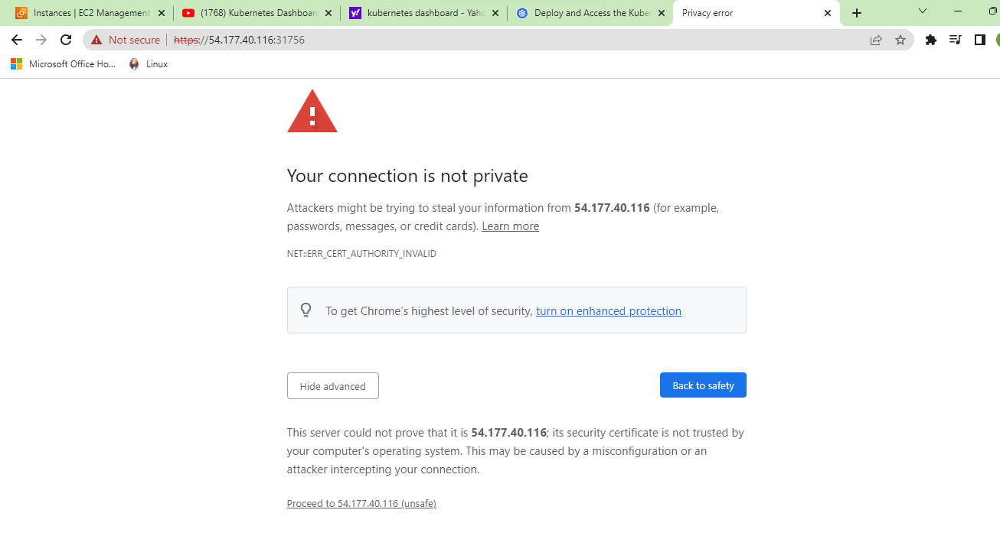 Instances | EC2 Management
(1768) Kubernetes Dashboard
kubernetes dashboard - Yaho
Deploy and Access the Kuber
Privacy error
Not secure
https://54.177.40.116:31756
Microsoft Office Ho...
Linux
Your connection is not private
Attackers might be trying to steal your information from 54.177.40.116 (for example,
passwords, messages, or credit cards). Learn more
NET::ERR_CERT_AUTHORITY_INVALID
To get Chrome's highest level of security, turn on enhanced protection
Hide advanced
Back to safety
This server could not prove that it is 54.177.40.116; its security certificate is not trusted by
your computer's operating system. This may be caused by a misconfiguration or an
attacker intercepting your connection.
Proceed to 54.177.40.116 (unsafe)